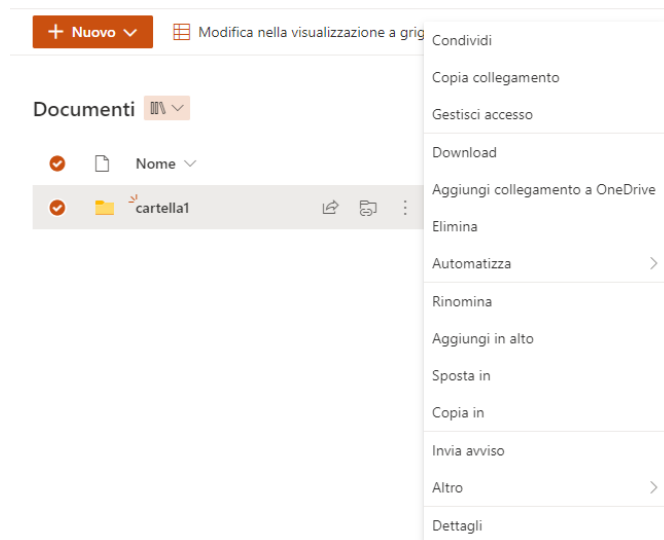 Nuovo
Modifica nella visualizzazione a grig
Documenti
Nome
cartella1
Condividi
Copia collegamento
Gestisci accesso
Download
Aggiungi collegamento a OneDrive
Elimina
Automatizza
Rinomina
Aggiungi in alto
Sposta in
Copia in
Invia avviso
Altro
Dettagli